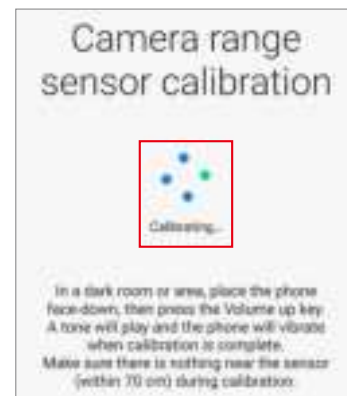 Camera range
sensor calibration
Calibrating...
In a dark room or area, place the phone
face-down, then press the Volume up key.
A tone will play and the phone will vibrate
when calibration is complete.
Make sure there is nothing near the sensor
(within 70 cm) during calibration.